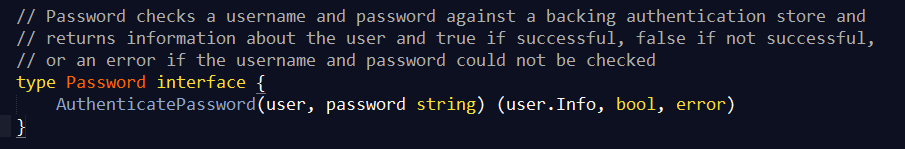 // Password checks a username and password against a backing authentication store and
// returns information about the user and true if successful, false if not successful,
// or an error if the username and password could not be checked
type Password interface {
    AuthenticatePassword(user, password string) (user.Info, bool, error)
}